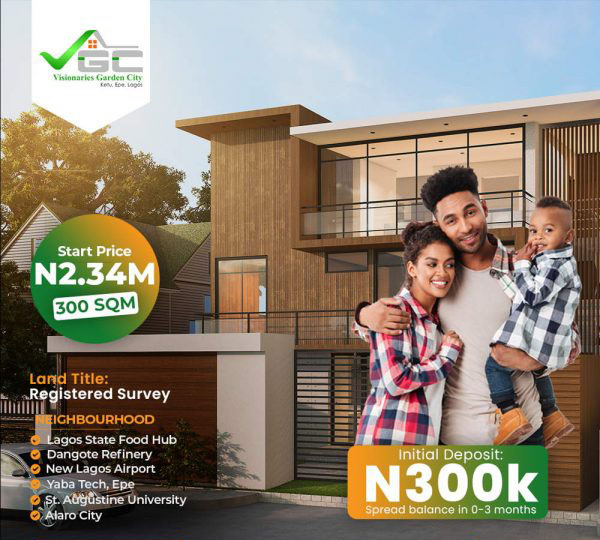 VGC
Visionaries Garden City
Ketu, Epe, Lagos
Start Price
N2.34M
300 SQM
Land Title:
Registered Survey
NEIGHBOURHOOD
Lagos State Food Hub
Dangote Refinery
New Lagos Airport
Yaba Tech, Epe
St. Augustine University
Alaro City
Initial Deposit:
N300k
Spread balance in 0-3 months